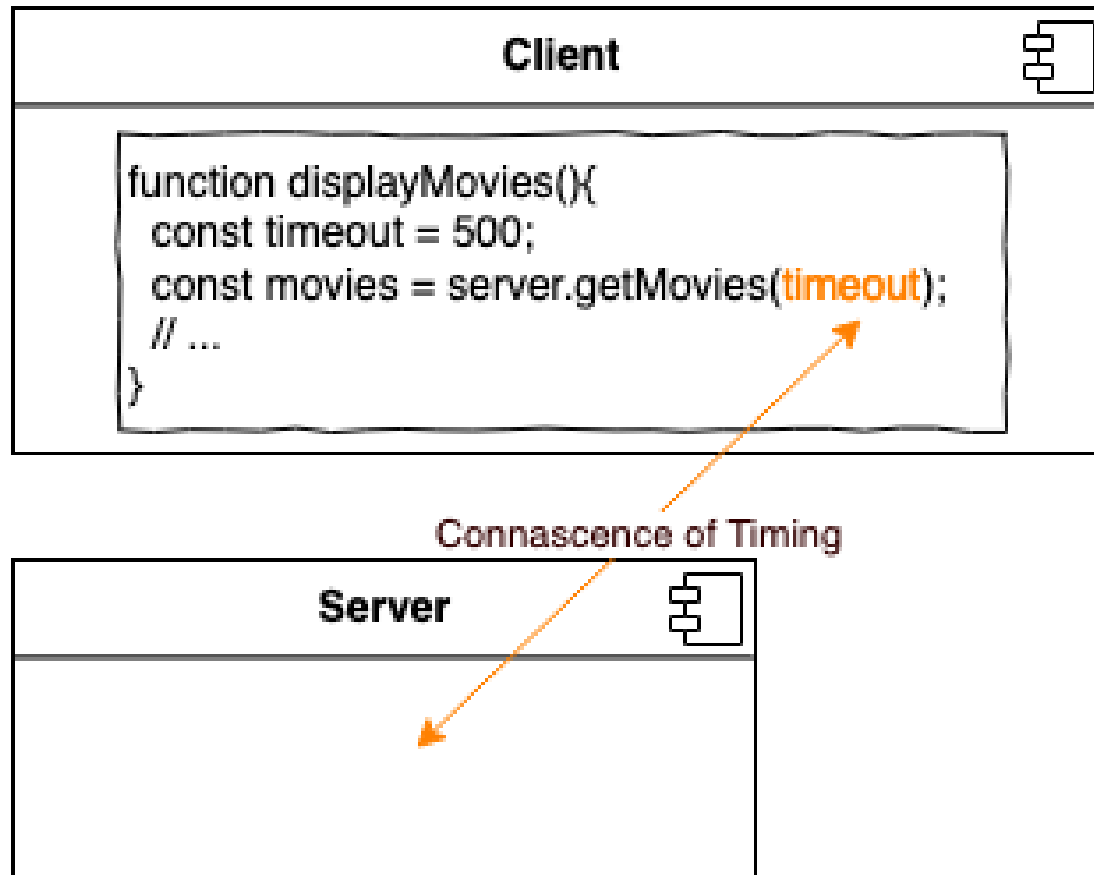 Client
function displayMovies(){
const timeout = 500;
const movies = server.getMovies(timeout);
// ...
}
Connascence of Timing
Server